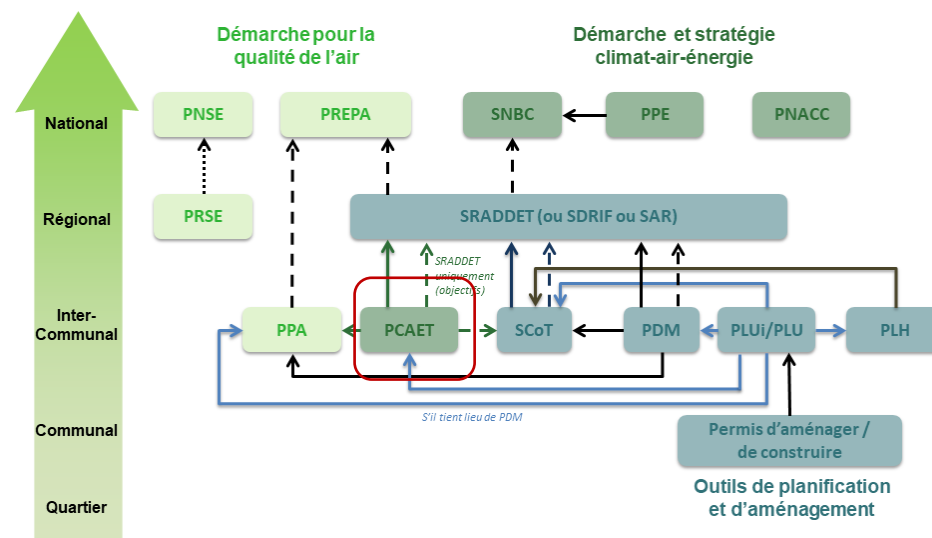 Démarche pour la
qualité de l'air
Démarche et stratégie
climat-air-énergie
National
PNSE
PREPA
SNBC
PPE
PNACC
Régional
PRSE
SRADDET (ou SDRIF ou SAR)
SRADDET
uniquement
(objectifs)
Inter-
Communal
PPA
PCAET
SCoT
PDM
PLUi/PLU
PLH
S'il tient lieu de PDM
Communal
Permis d'aménager /
de construire
Quartier
Outils de planification
et d'aménagement